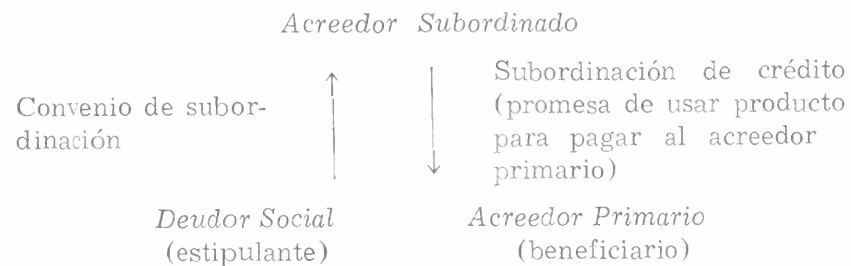 Acreedor Subordinado
Convenio de subor-
dinación
Subordinación de crédito
(promesa de usar producto
para pagar al acreedor
primario)
Deudor Social
(estipulante)
Acreedor Primario
(beneficiario)